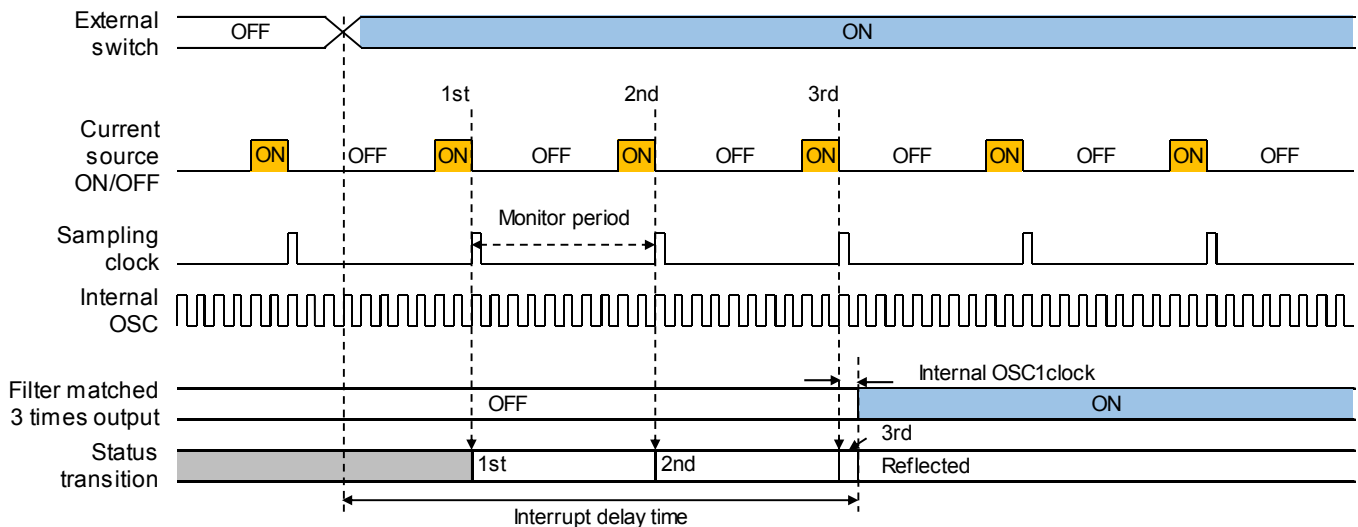 External
switch
OFF
ON
1st
2nd
3rd
Current
source
ON/OFF
ON
OFF
ON
OFF
ON
OFF
ON
OFF
ON
OFF
ON
OFF
Monitor period
Sampling
clock
Internal
OSC
Internal OSC1clock
Filter matched
3 times output
OFF
ON
3rd
Status
transition
1st
2nd
Reflected
Interrupt delay time